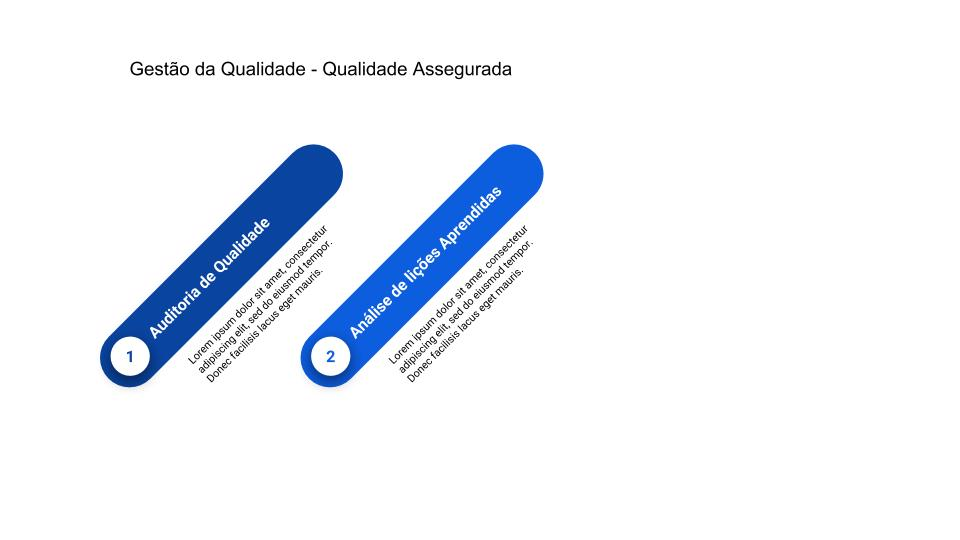 Gestão da Qualidade - Qualidade Assegurada
1
Auditoria de Qualidade
Lorem ipsum dolor sit amet, consectetur
adipiscing elit, sed do eiusmod tempor.
Donec facilisis lacus eget mauris.
2
Análise de lições Aprendidas
Lorem ipsum dolor sit amet, consectetur
adipiscing elit, sed do eiusmod tempor.
Donec facilisis lacus eget mauris.